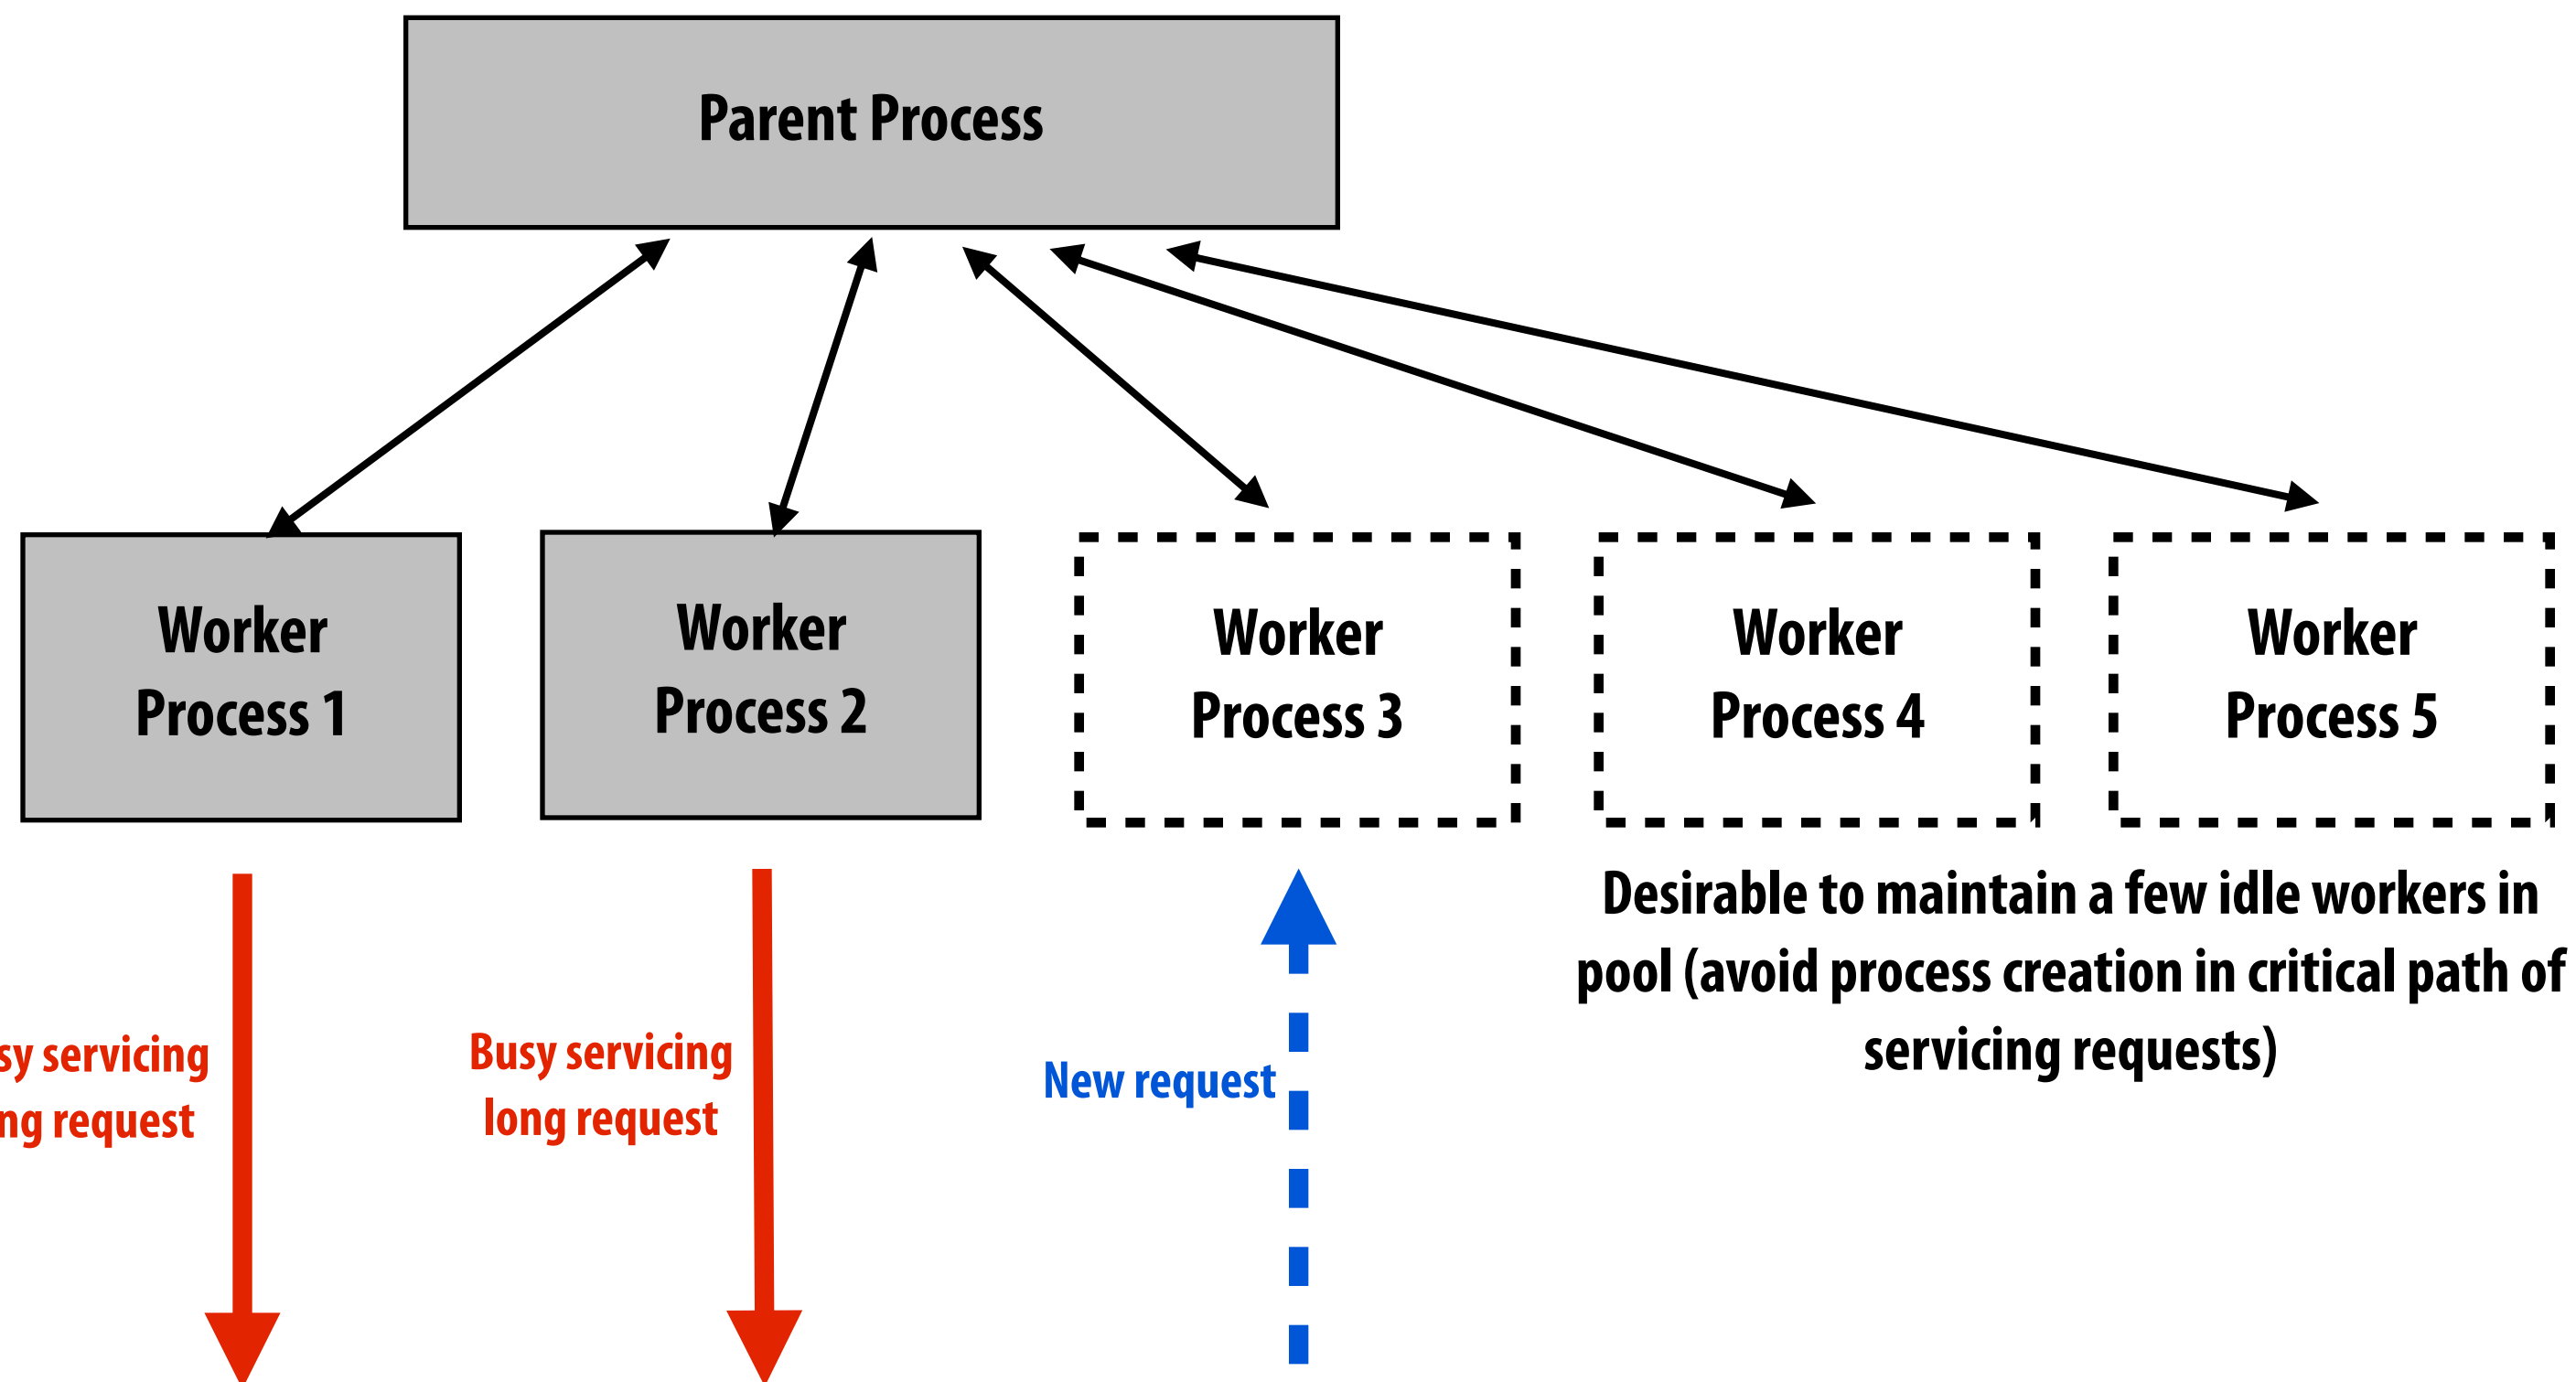 Parent Process
Worker
Process 1
Worker
Process 2
Worker
Process 3
Worker
Process 4
Worker
Process 5
servicing
request
Busy servicing
long request
New request
Desirable to maintain a few idle workers in
pool (avoid process creation in critical path of
servicing requests)